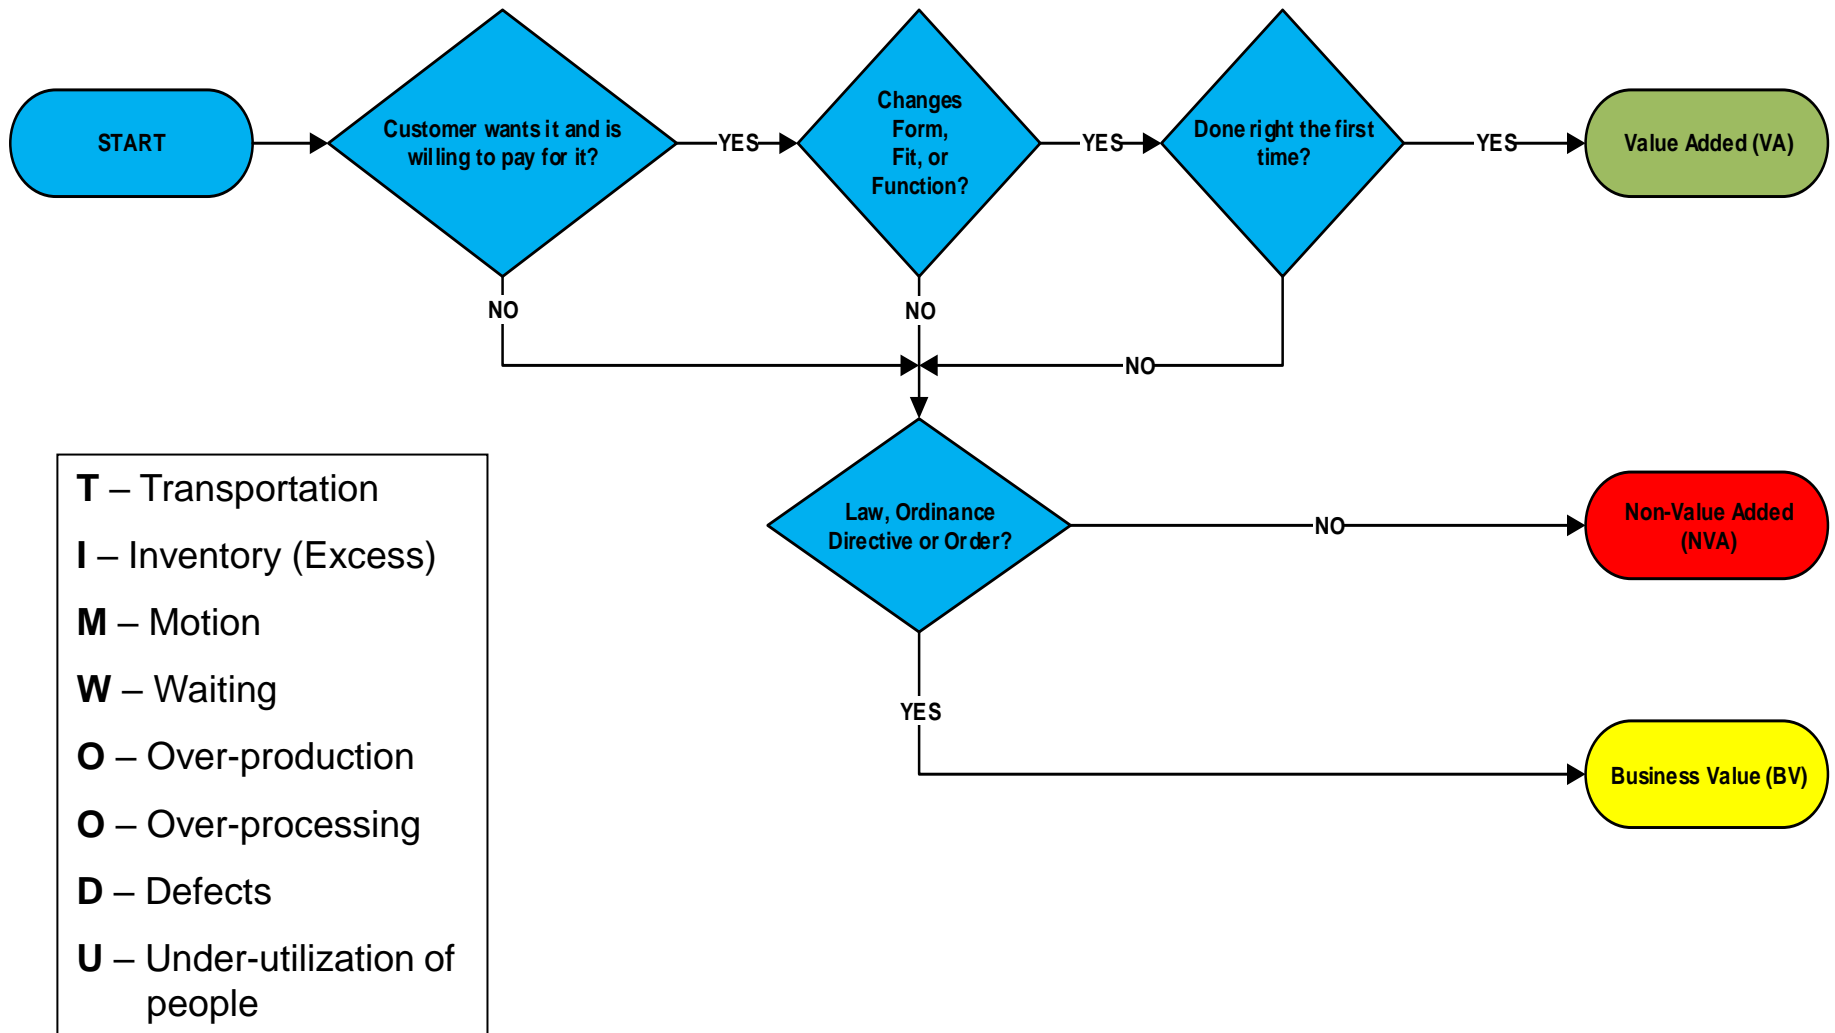 START
Customer wants it and is
willing to pay for it?
YES
Changes
Form,
Fit, or
Function?
YES
Done right the first
time?
YES
Value Added (VA)
NO
NO
NO
Law, Ordinance
Directive or Order?
NO
Non-Value Added
(NVA)
YES
Business Value (BV)
T – Transportation
I – Inventory (Excess)
M – Motion
W – Waiting
O – Over-production
O – Over-processing
D – Defects
U – Under-utilization of
people